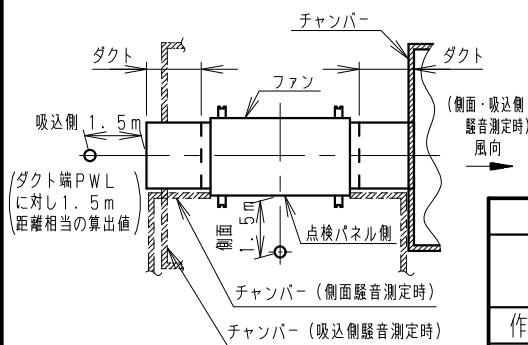 チャンバー
ダクト
ダクト
ファン
吸込側 1.5m
(側面・吸込側
騒音測定時)
風向
(ダクト端PWL
に対し1.5m
距離相当の算出値)
側面
1.5m
点検パネル側
チャンバー(側面騒音測定時)
チャンバー(吸込側騒音測定時)
作